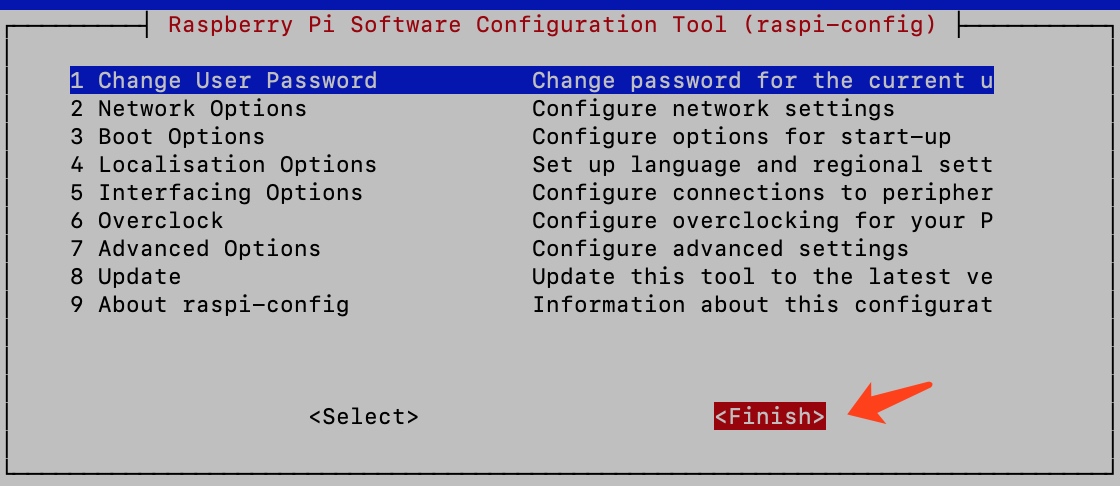 Raspberry Pi Software Configuration Tool (raspi-config)
1 Change User Password Change password for the current u
2 Network Options Configure network settings
3 Boot Options Configure options for start-up
4 Localisation Options Set up language and regional sett
5 Interfacing Options Configure connections to peripher
6 Overclock Configure overclocking for your P
7 Advanced Options Configure advanced settings
8 Update Update this tool to the latest ve
9 About raspi-config Information about this configurat
<Select> <Finish>